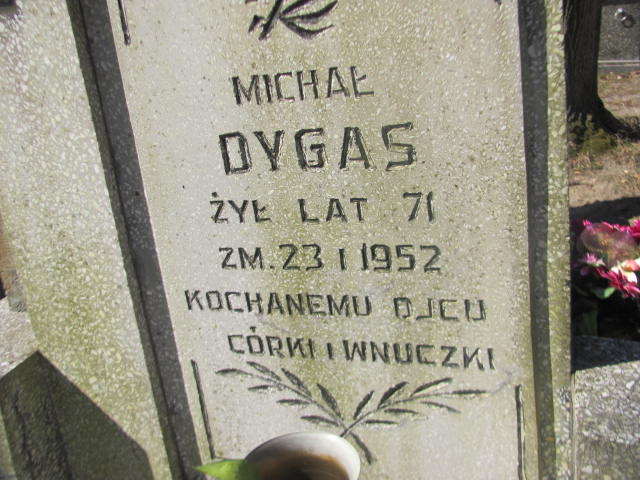 MICHAŁ
DYGAS
ŻYŁ LAT 71
ZM. 23 I 1952
KOCHANEMU OJCU
CÓRKI I WNUCZKI